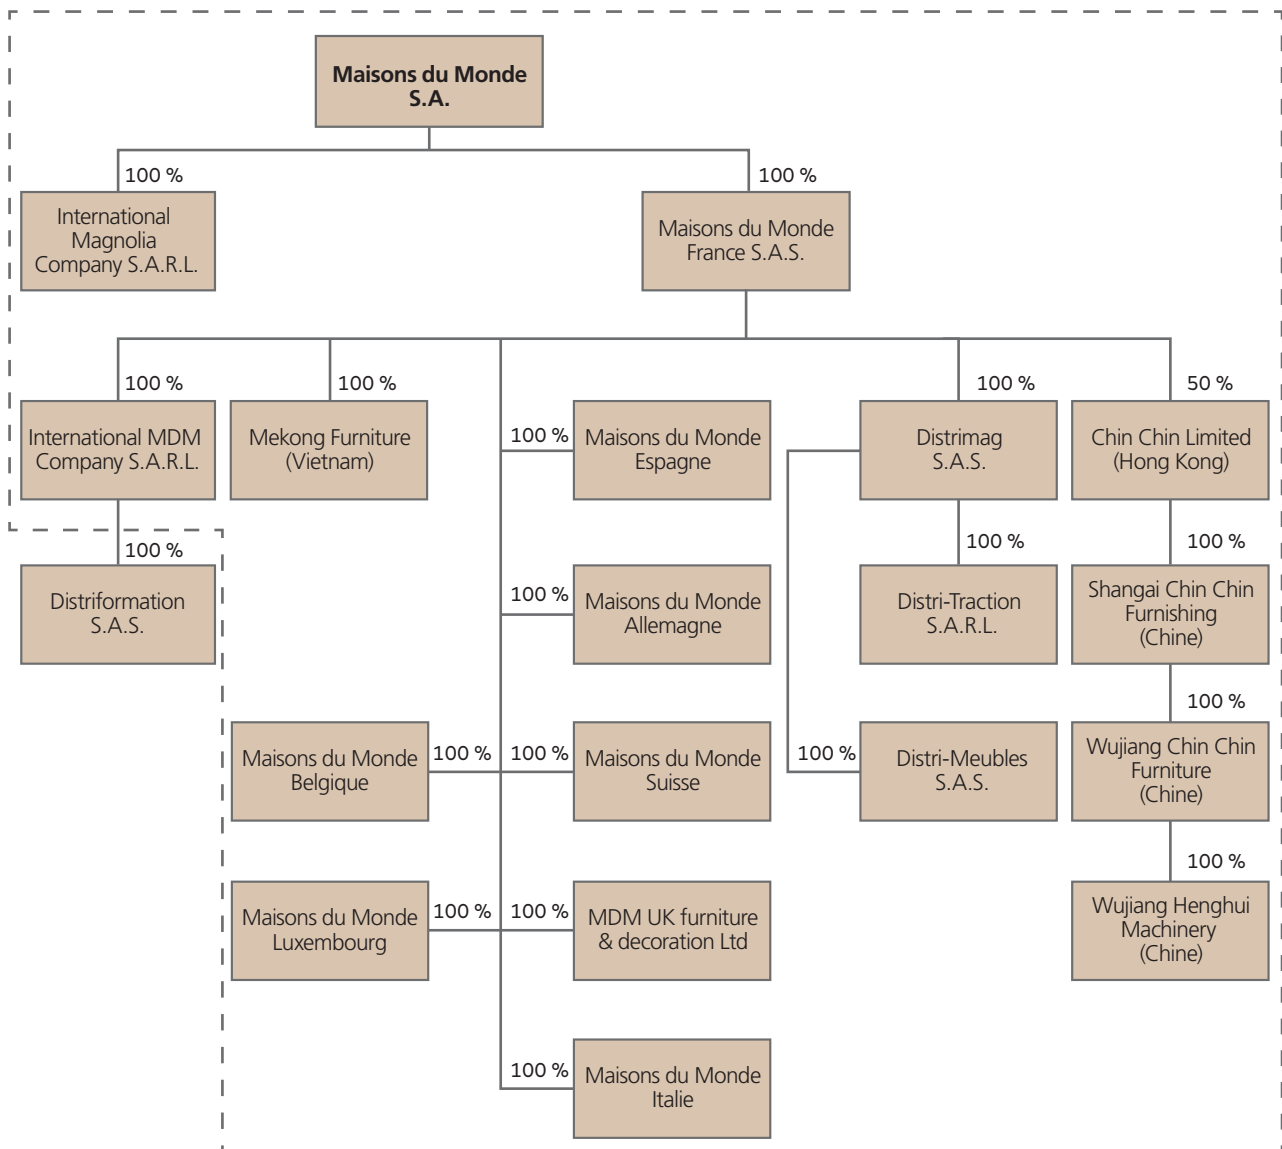 Maisons du Monde
S.A.
100 %
100 %
International
Magnolia
Company S.A.R.L.
Maisons du Monde
France S.A.S.
100 %
100 %
100 %
50 %
International MDM
Company S.A.R.L.
Mekong Furniture
(Vietnam)
100 %
Maisons du Monde
Espagne
Distrimag
S.A.S.
Chin Chin Limited
(Hong Kong)
100 %
100 %
100 %
Distriformation
S.A.S.
100 %
Maisons du Monde
Allemagne
Distri-Traction
S.A.R.L.
Shangai Chin Chin
Furnishing
(Chine)
100 %
Maisons du Monde
Belgique
100 %
100 %
Maisons du Monde
Suisse
100 %
Distri-Meubles
S.A.S.
Wujiang Chin Chin
Furniture
(Chine)
100 %
Maisons du Monde
Luxembourg
100 %
100 %
MDM UK furniture
& decoration Ltd
Wujiang Henghui
Machinery
(Chine)
100 %
Maisons du Monde
Italie